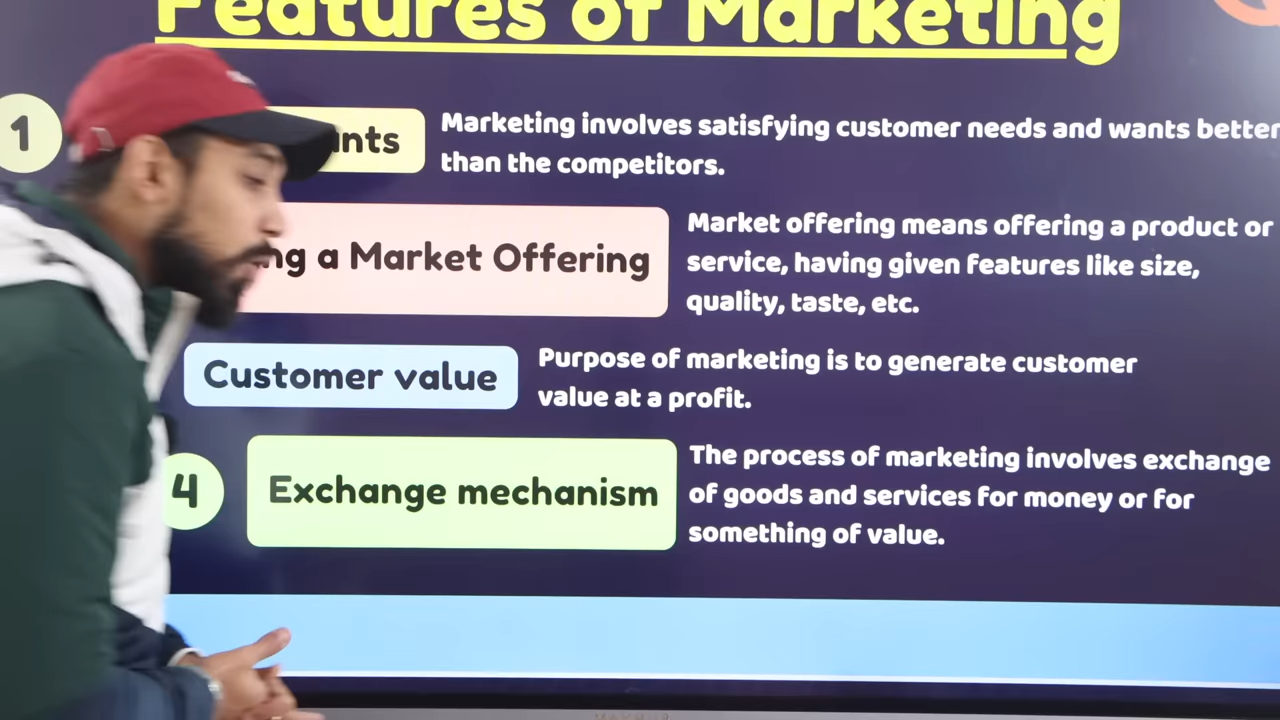 Features of Marketing
1
Marketing involves satisfying customer needs and wants better
than the competitors.
a Market Offering
Market offering means offering a product or
service, having given features like size,
quality, taste, etc.
Customer value
Purpose of marketing is to generate customer
value at a profit.
4
Exchange mechanism
The process of marketing involves exchange
of goods and services for money or for
something of value.